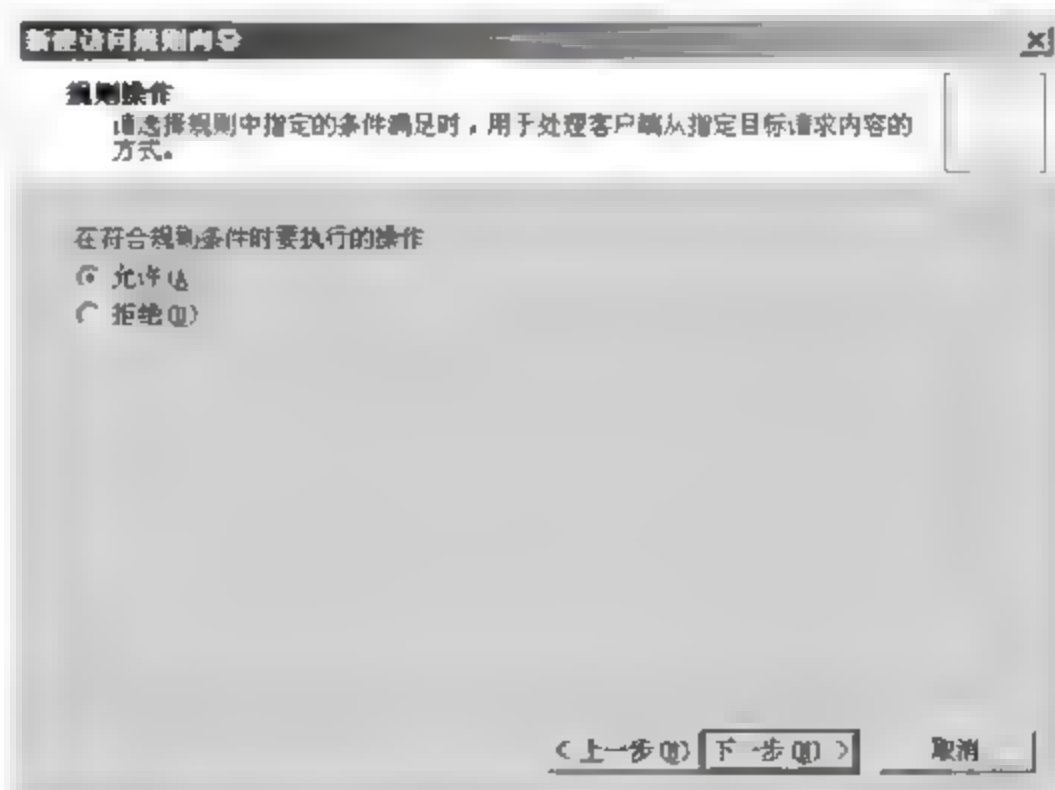 新建访问规则向导
规则操作
请选择规则中指定的条件满足时，用于处理客户端从指定目标请求内容的
方式。
在符合规则条件时要执行的操作
允许(A
拒绝(D)
< 上一步(B) 下一步(N) > 取消